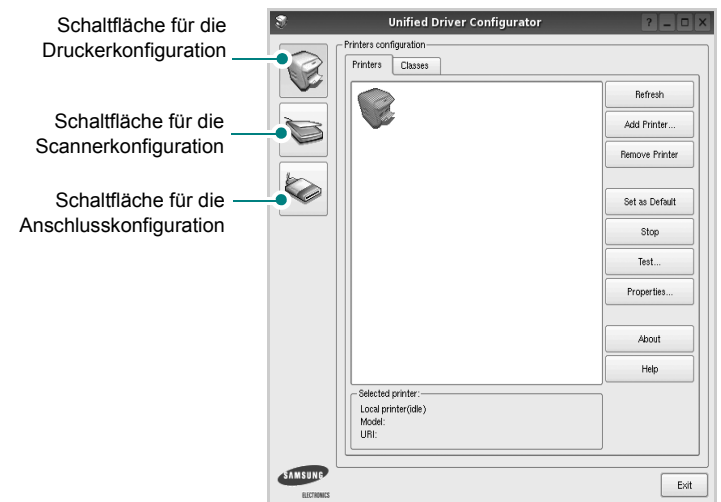 Schaltfläche für die
Druckerkonfiguration
Schaltfläche für die
Scannerkonfiguration
Schaltfläche für die
Anschlusskonfiguration
Unified Driver Configurator
?
Printers configuration
Printers
Classes
Refresh
Add Printer...
Remove Printer
Set as Default
Stop
Test...
Properties...
About
Help
Selected printer:
Local printer(idle)
Model:
URI:
SAMSUNG
ELECTRONICS
Exit